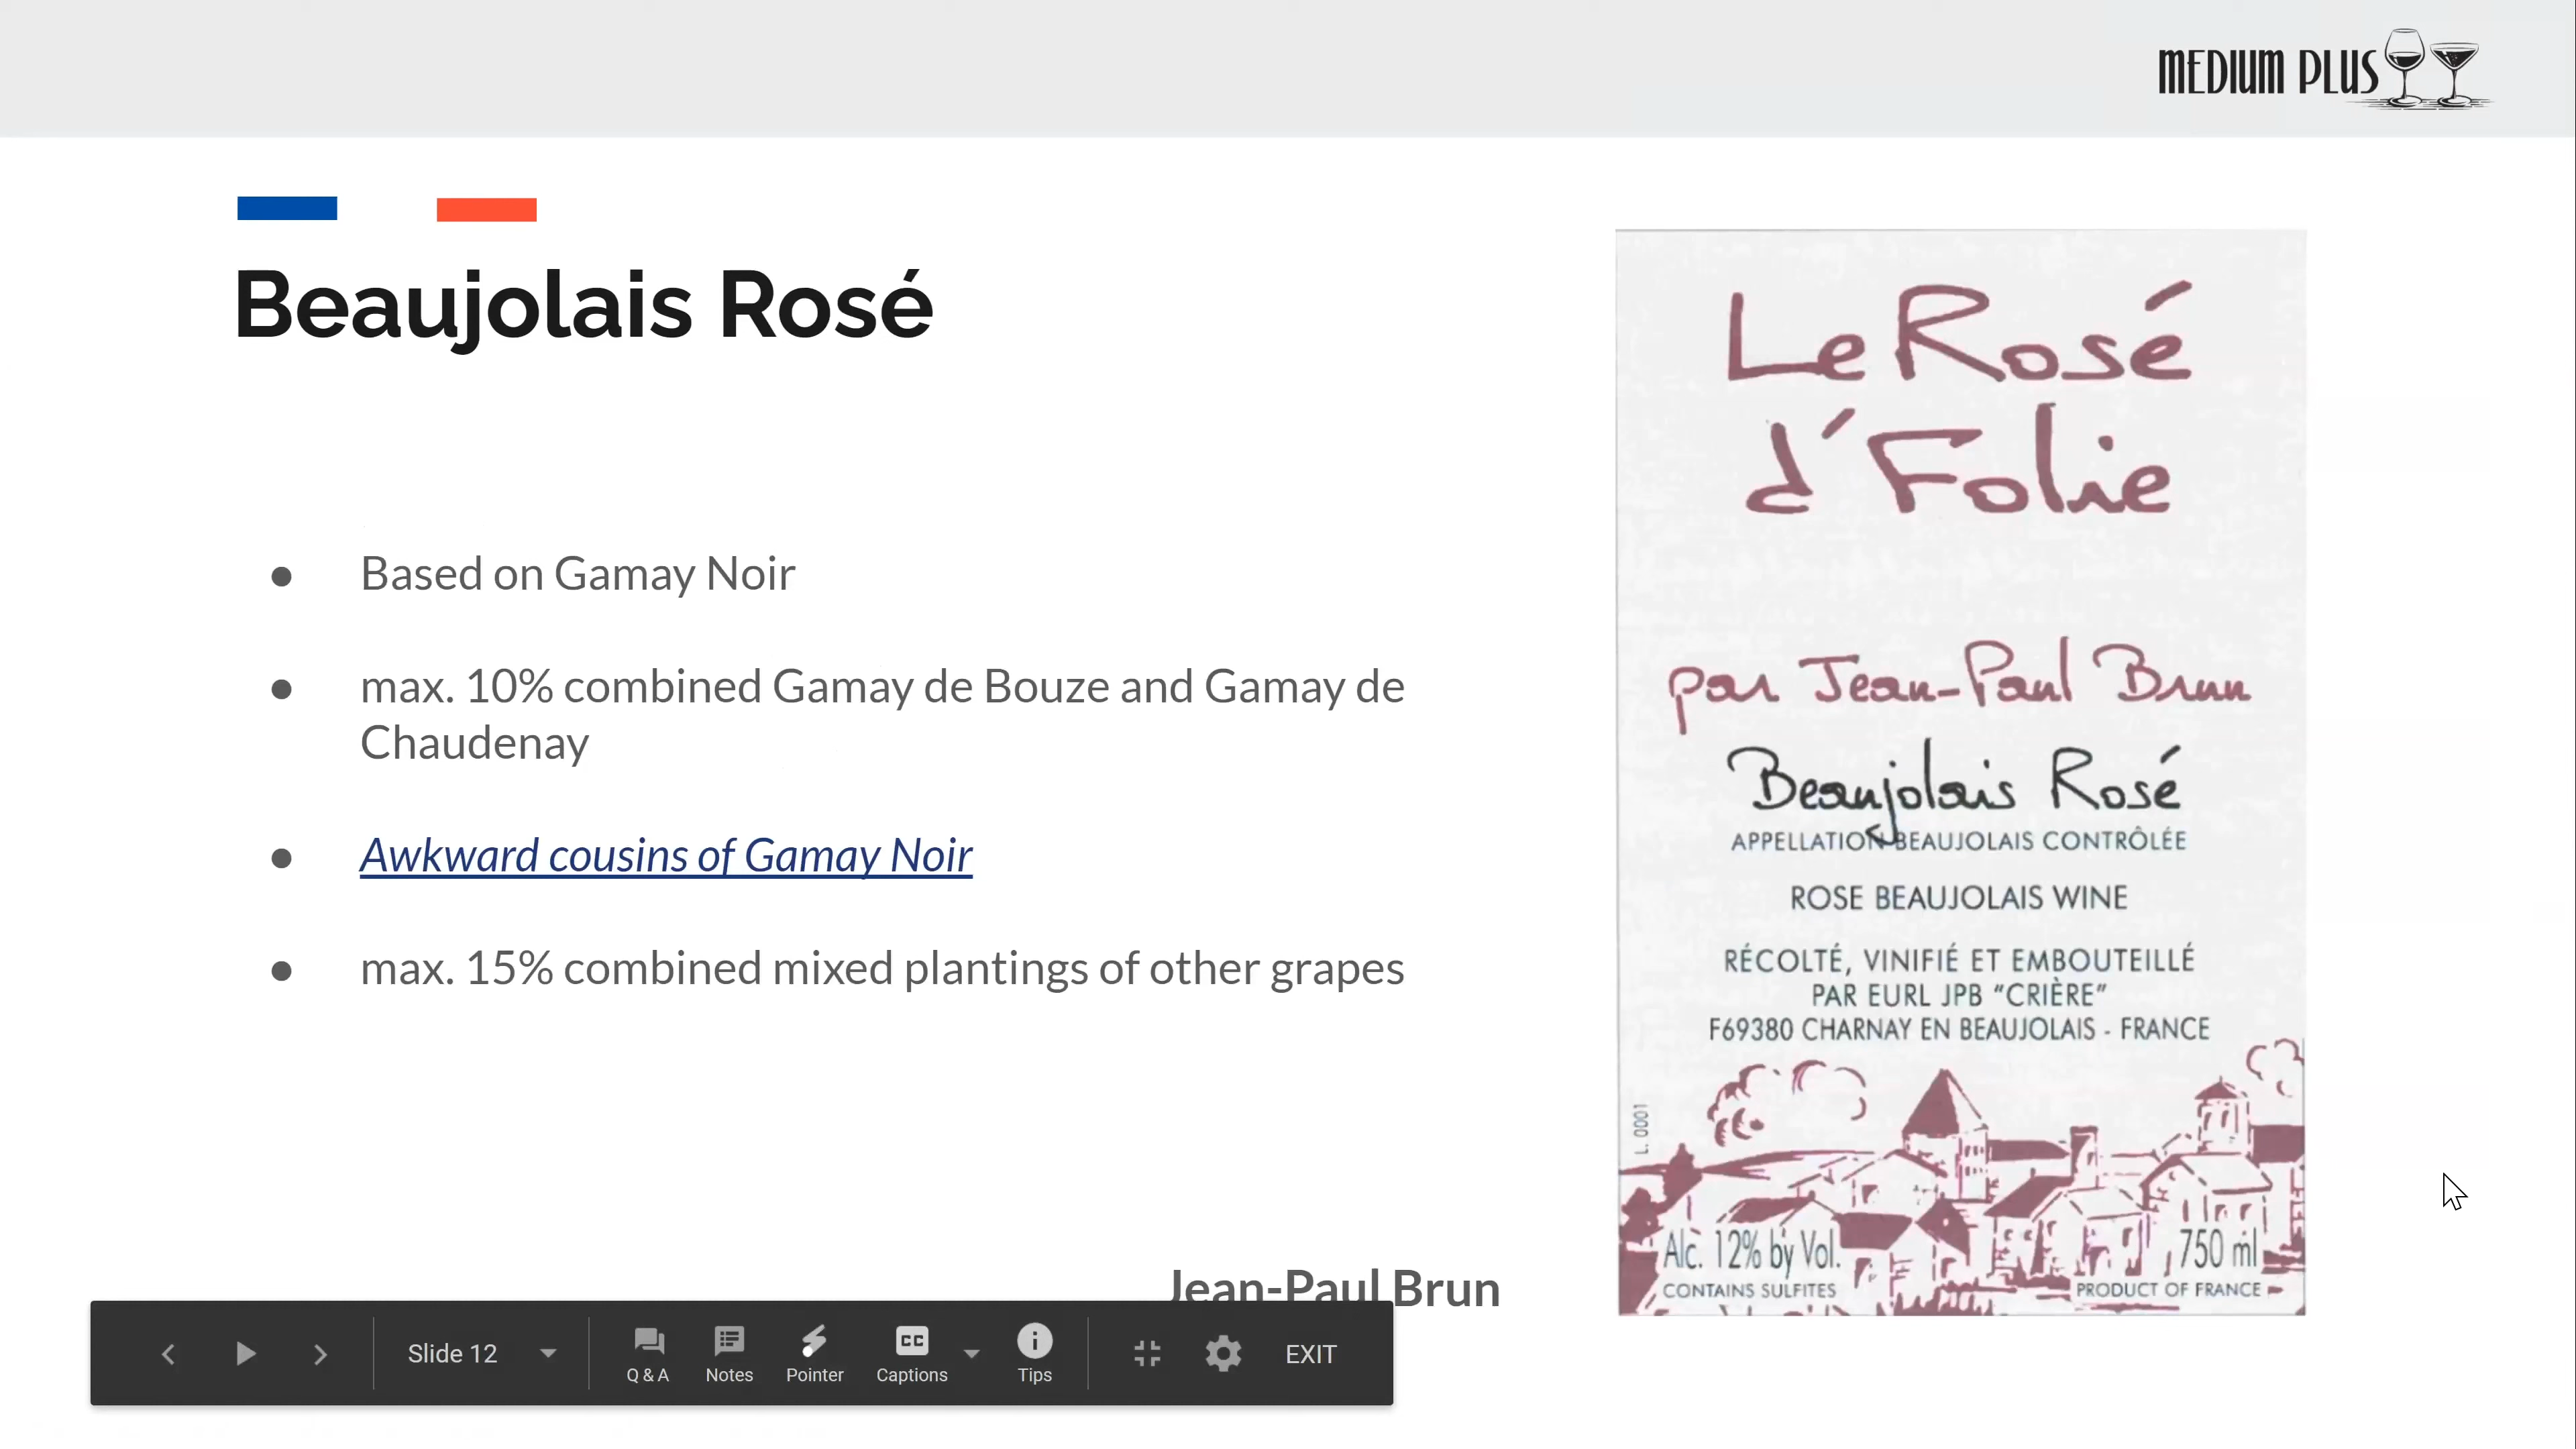 MEDIUM PLUS
Beaujolais Rosé
● Based on Gamay Noir
● max. 10% combined Gamay de Bouze and Gamay de
Chaudenay
● Awkward cousins of Gamay Noir
● max. 15% combined mixed plantings of other grapes
Jean-Paul Brun
Le Rosé
d'Folie
par Jean-Paul Brun
Beaujolais Rosé
APPELLATION BEAUJOLAIS CONTRÔLÉE
ROSE BEAUJOLAIS WINE
RÉCOLTÉ, VINIFIÉ ET EMBOUTEILLÉ
PAR EURL JPB “CRIÈRE”
F69380 CHARNAY EN BEAUJOLAIS - FRANCE
L. 0001
Alc. 12% by Vol.
CONTAINS SULFITES
750 ml
PRODUCT OF FRANCE
Slide 12
Q & A
Notes
Pointer
CC
Captions
Tips
EXIT